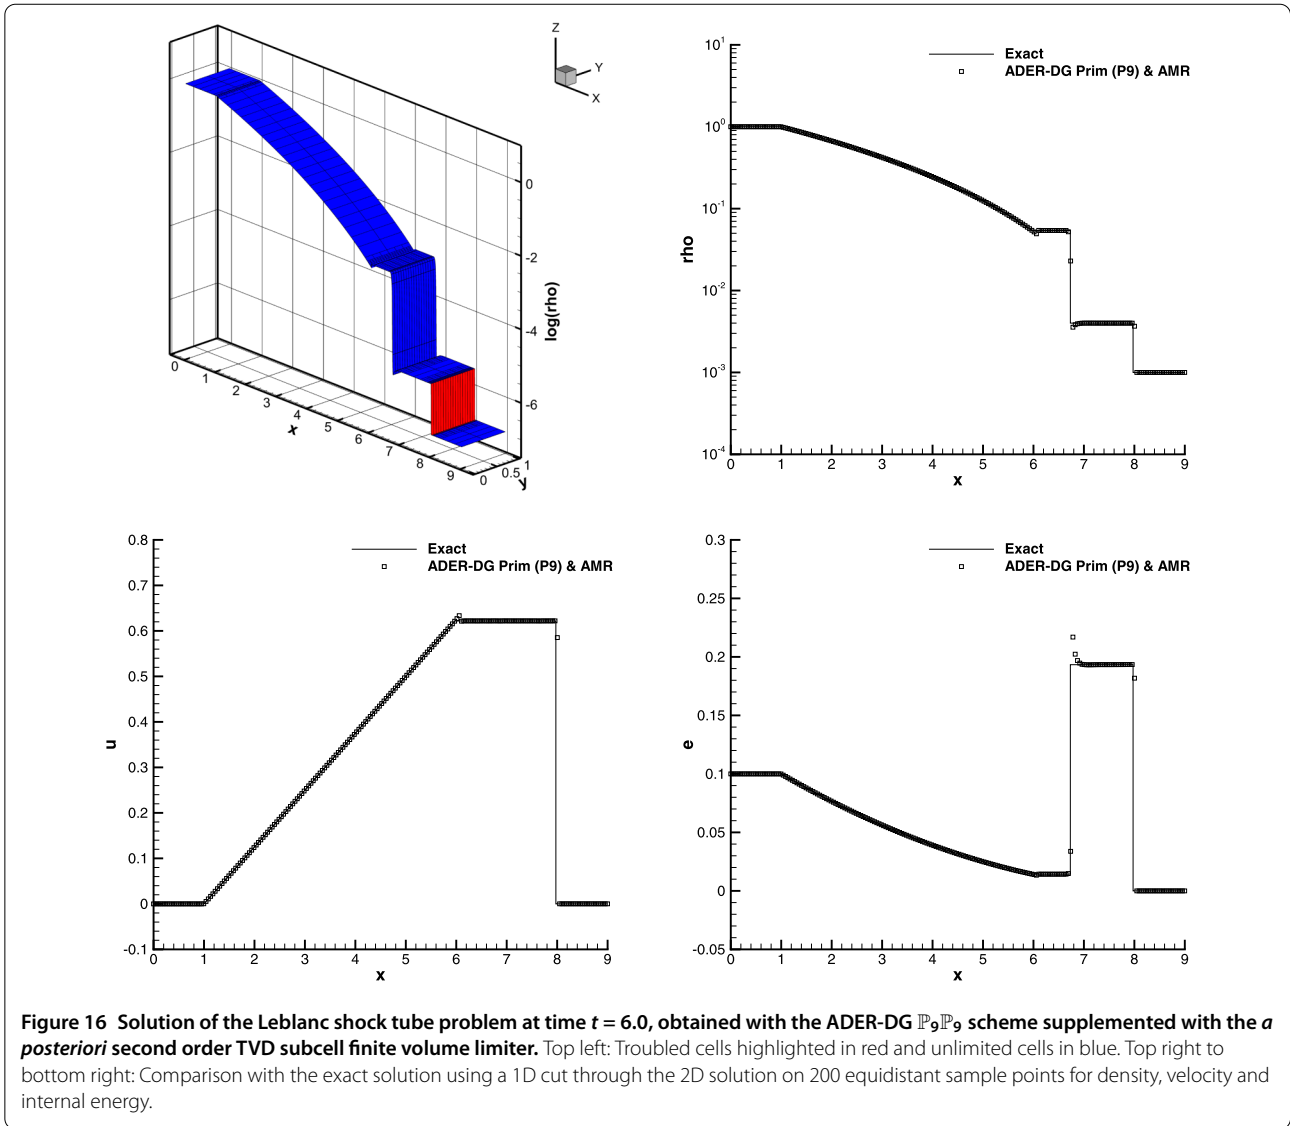 Z
Y
X
0
-2
-4
-6
log(rho)
0
1
2
3
4
5
6
7
8
9
x
0
0.5
1
y
Exact
ADER-DG Prim (P9) & AMR
10^1
10^0
10^-1
10^-2
10^-3
10^-4
rho
0 1 2 3 4 5 6 7 8 9
x
Exact
ADER-DG Prim (P9) & AMR
0.8
0.7
0.6
0.5
0.4
0.3
0.2
0.1
0
-0.1
u
0 1 2 3 4 5 6 7 8 9
x
Exact
ADER-DG Prim (P9) & AMR
0.3
0.25
0.2
0.15
0.1
0.05
0
-0.05
e
0 1 2 3 4 5 6 7 8 9
x
Figure 16 Solution of the Leblanc shock tube problem at time t = 6.0, obtained with the ADER-DG ℙ₉ℙ₉ scheme supplemented with the a
posteriori second order TVD subcell finite volume limiter. Top left: Troubled cells highlighted in red and unlimited cells in blue. Top right to
bottom right: Comparison with the exact solution using a 1D cut through the 2D solution on 200 equidistant sample points for density, velocity and
internal energy.